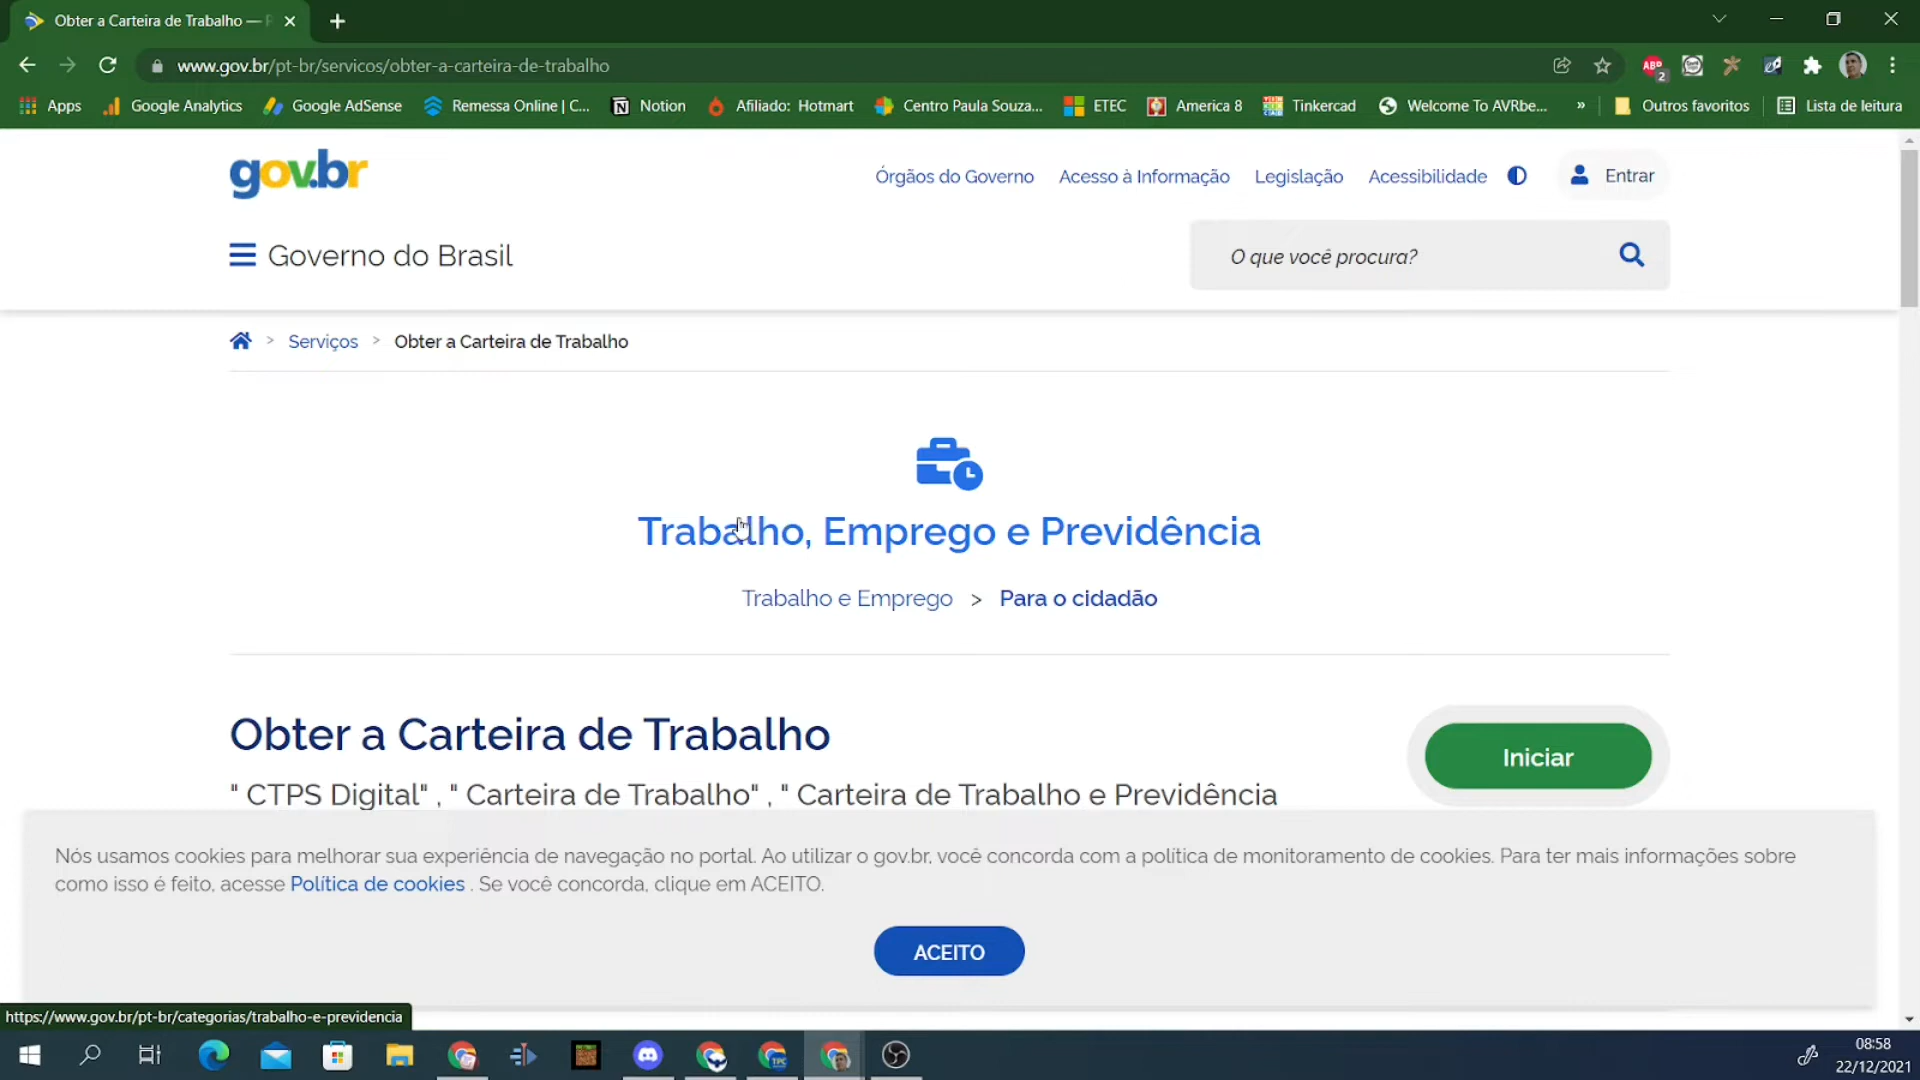 Obter a Carteira de Trabalho —
www.gov.br/pt-br/servicos/obter-a-carteira-de-trabalho
ABP
2
Apps
Google Analytics
Google AdSense
Remessa Online | C...
Notion
Afiliado: Hotmart
Centro Paula Souza...
ETEC
America 8
Tinkercad
Welcome To AVRbe...
»
Outros favoritos
Lista de leitura
gov.br
Órgãos do Governo
Acesso à Informação
Legislação
Acessibilidade
Entrar
Governo do Brasil
O que você procura?
> Serviços > Obter a Carteira de Trabalho
Trabalho, Emprego e Previdência
Trabalho e Emprego > Para o cidadão
Obter a Carteira de Trabalho
Iniciar
" CTPS Digital" , " Carteira de Trabalho" , " Carteira de Trabalho e Previdência
Nós usamos cookies para melhorar sua experiência de navegação no portal. Ao utilizar o gov.br, você concorda com a política de monitoramento de cookies. Para ter mais informações sobre
como isso é feito, acesse Política de cookies . Se você concorda, clique em ACEITO.
ACEITO
https://www.gov.br/pt-br/categorias/trabalho-e-previdencia
TPC
08:58
22/12/2021